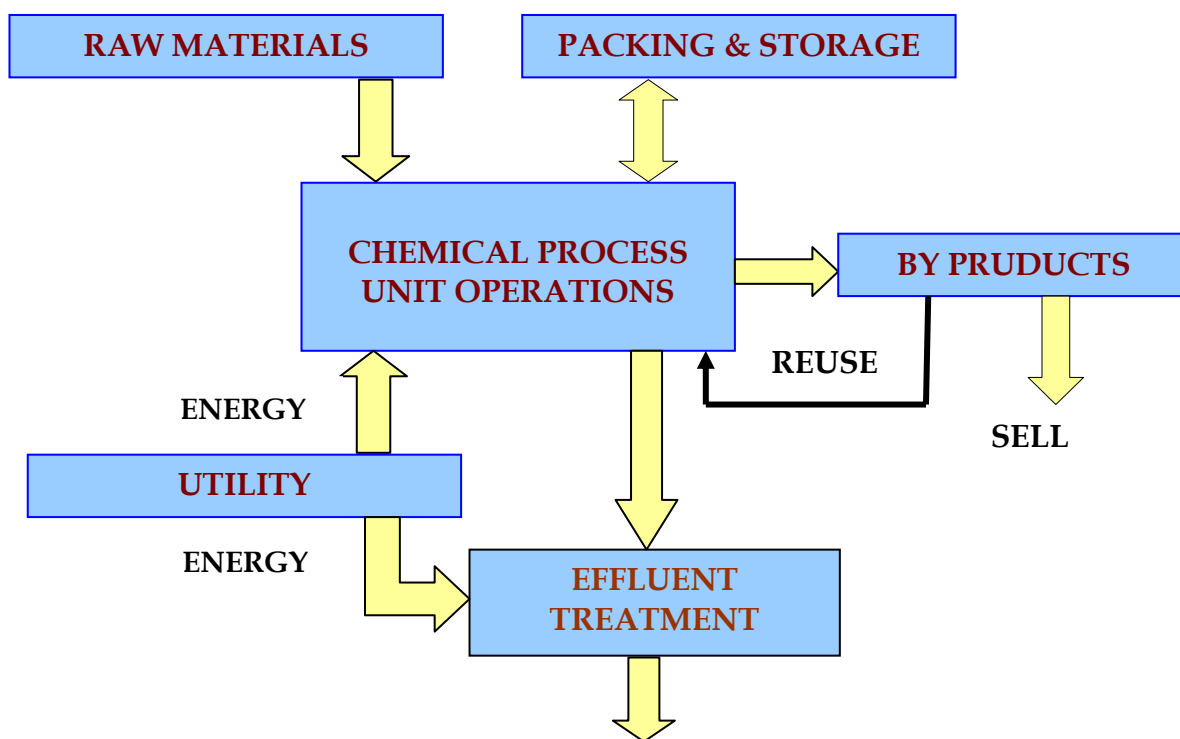 RAW MATERIALS
PACKING & STORAGE
CHEMICAL PROCESS
UNIT OPERATIONS
BY PRUDUCTS
REUSE
SELL
ENERGY
UTILITY
ENERGY
EFFLUENT
TREATMENT